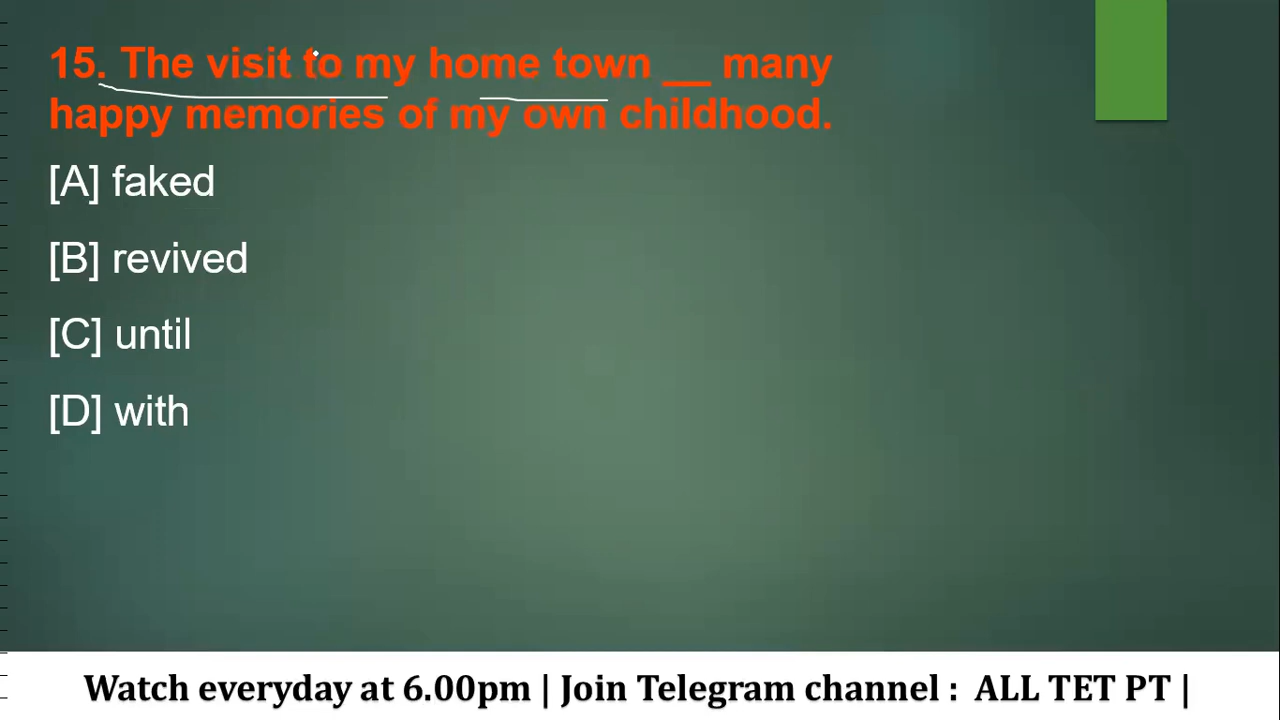 15. The visit to my home town __ many
happy memories of my own childhood.
[A] faked
[B] revived
[C] until
[D] with
Watch everyday at 6.00pm | Join Telegram channel : ALL TET PT |